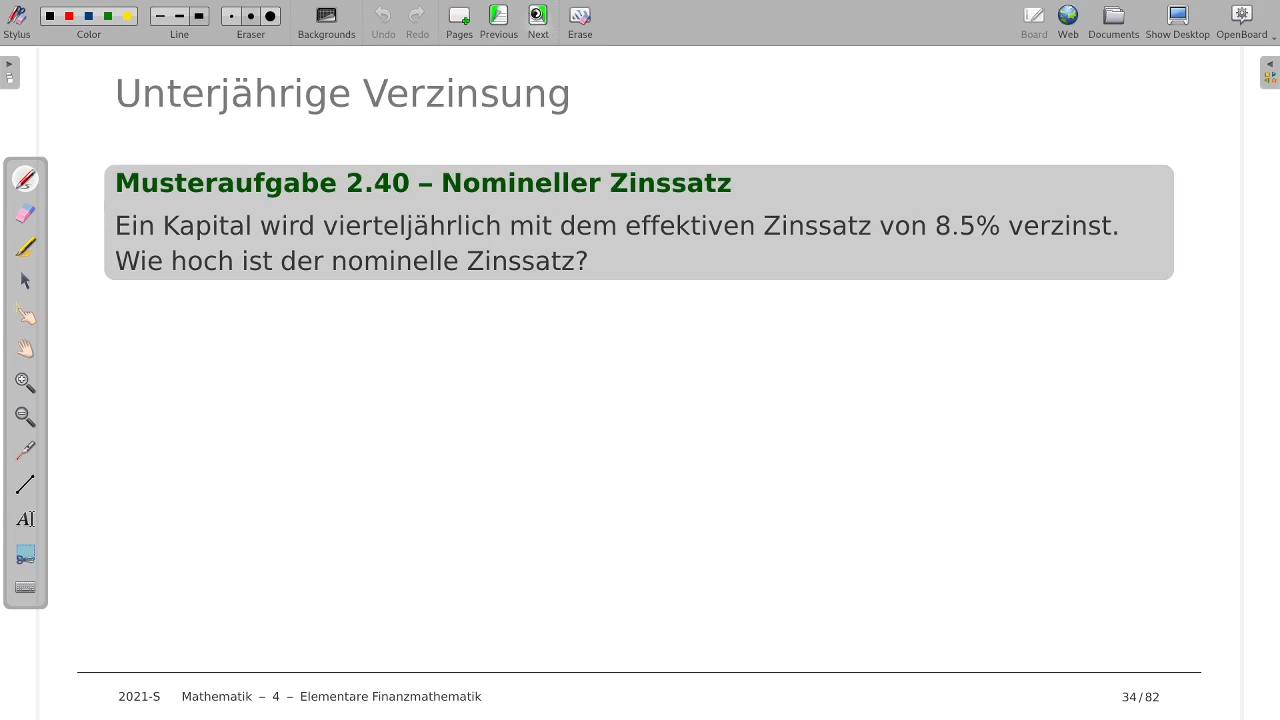 Stylus
Color
Line
Eraser
Backgrounds
Undo
Redo
Pages
Previous
Next
Erase
Board
Web
Documents
Show Desktop
OpenBoard
Unterjährige Verzinsung
Musteraufgabe 2.40 – Nomineller Zinssatz
Ein Kapital wird vierteljährlich mit dem effektiven Zinssatz von 8.5% verzinst.
Wie hoch ist der nominelle Zinssatz?
2021-S Mathematik – 4 – Elementare Finanzmathematik 34/82